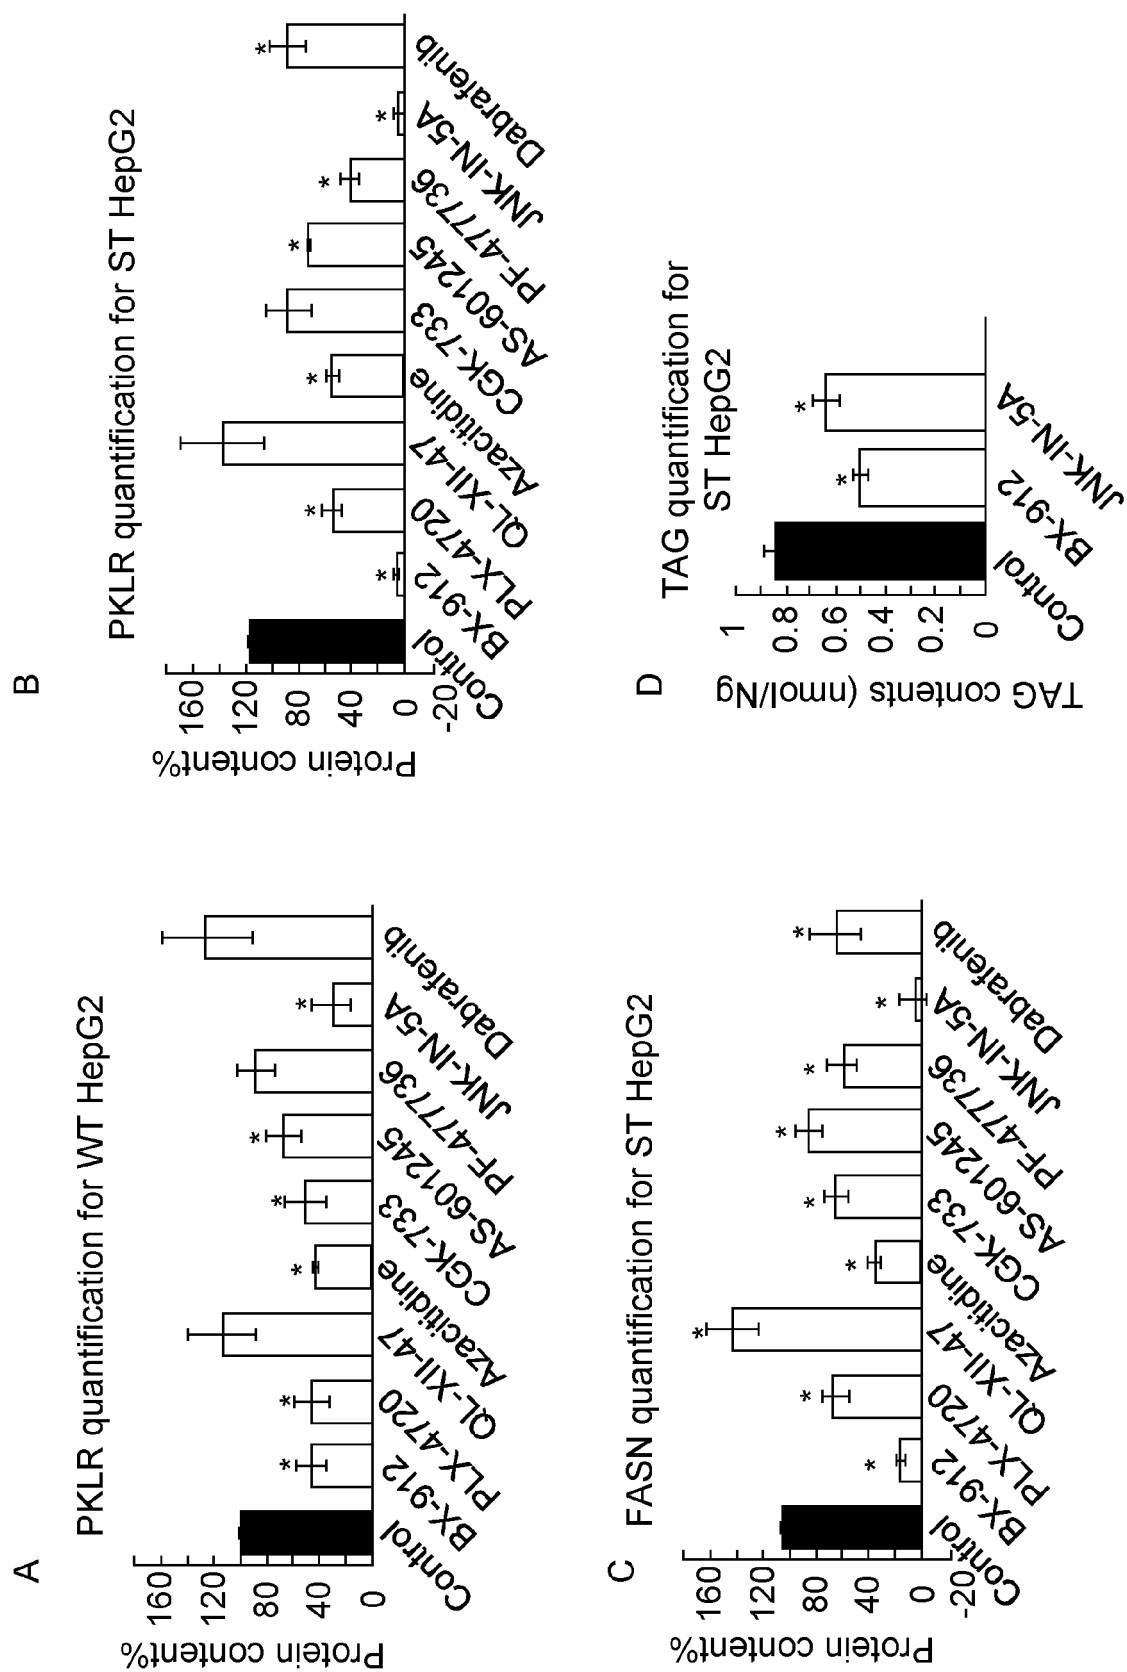 A
PKLR quantification for WT HepG2
Protein content%
160
120
80
40
0
Control
BX-912
PLX-4720
QL-XII-47
Azacitidine
CGK-733
AS-601245
PF-477736
JNK-IN-5A
Dabrafenib
*
*
*
*
*
*
B
PKLR quantification for ST HepG2
Protein content%
160
120
80
40
0
-20
Control
BX-912
PLX-4720
QL-XII-47
Azacitidine
CGK-733
AS-601245
PF-477736
JNK-IN-5A
Dabrafenib
*
*
*
*
*
*
*
C
FASN quantification for ST HepG2
Protein content%
160
120
80
40
0
-20
Control
BX-912
PLX-4720
QL-XII-47
Azacitidine
CGK-733
AS-601245
PF-477736
JNK-IN-5A
Dabrafenib
*
*
*
*
*
*
*
*
*
D
TAG quantification for
ST HepG2
TAG contents (nmol/Ng)
1
0.8
0.6
0.4
0.2
0
Control
BX-912
JNK-IN-5A
*
*